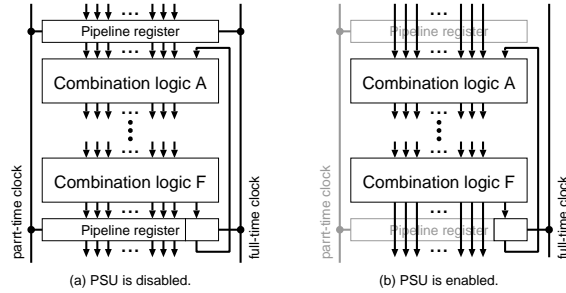 Pipeline register
Combination logic A
Combination logic F
Pipeline register
parrt-time clock
full-time clock
(a) PSU is disabled.
Pipeline register
Combination logic A
Combination logic F
Pipeline register
parrt-time clock
full-time clock
(b) PSU is enabled.